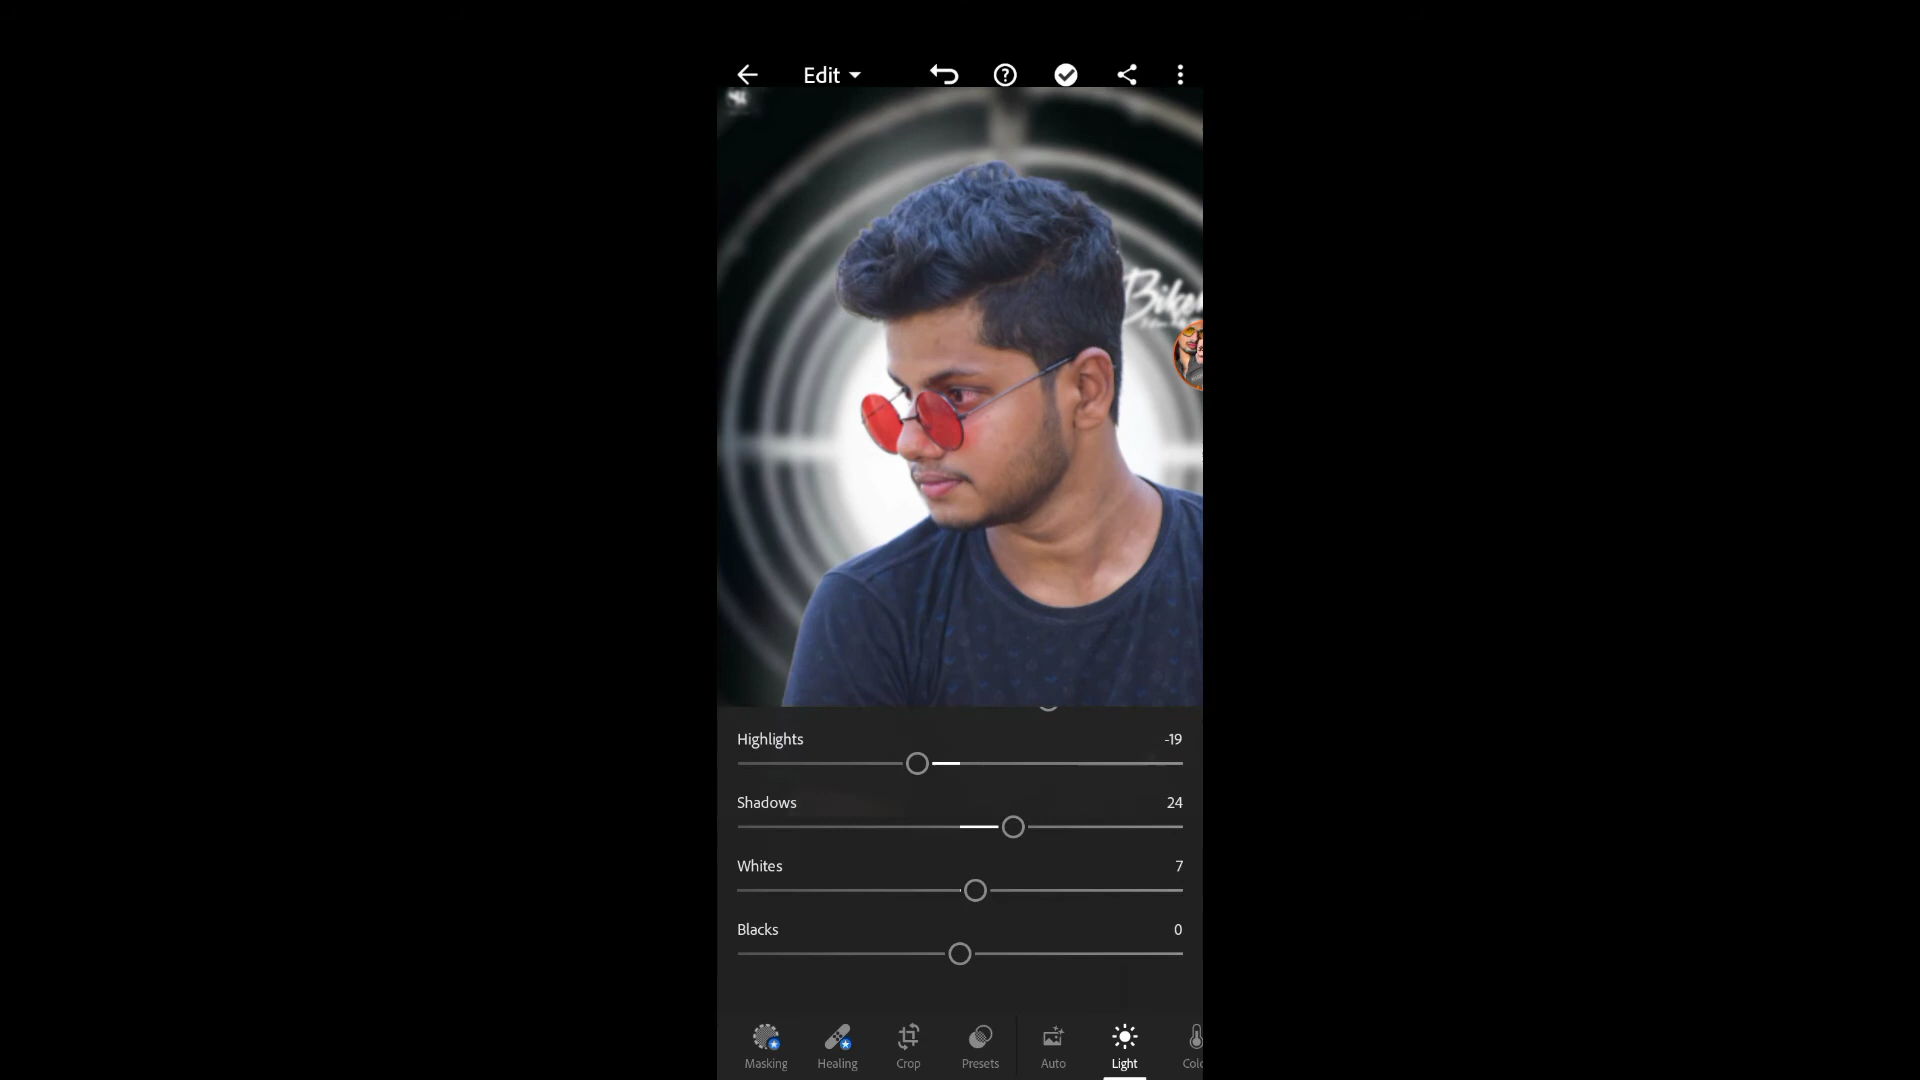 Edit
Highlights -19
Shadows 24
Whites 7
Blacks 0
Masking Healing Crop Presets Auto Light